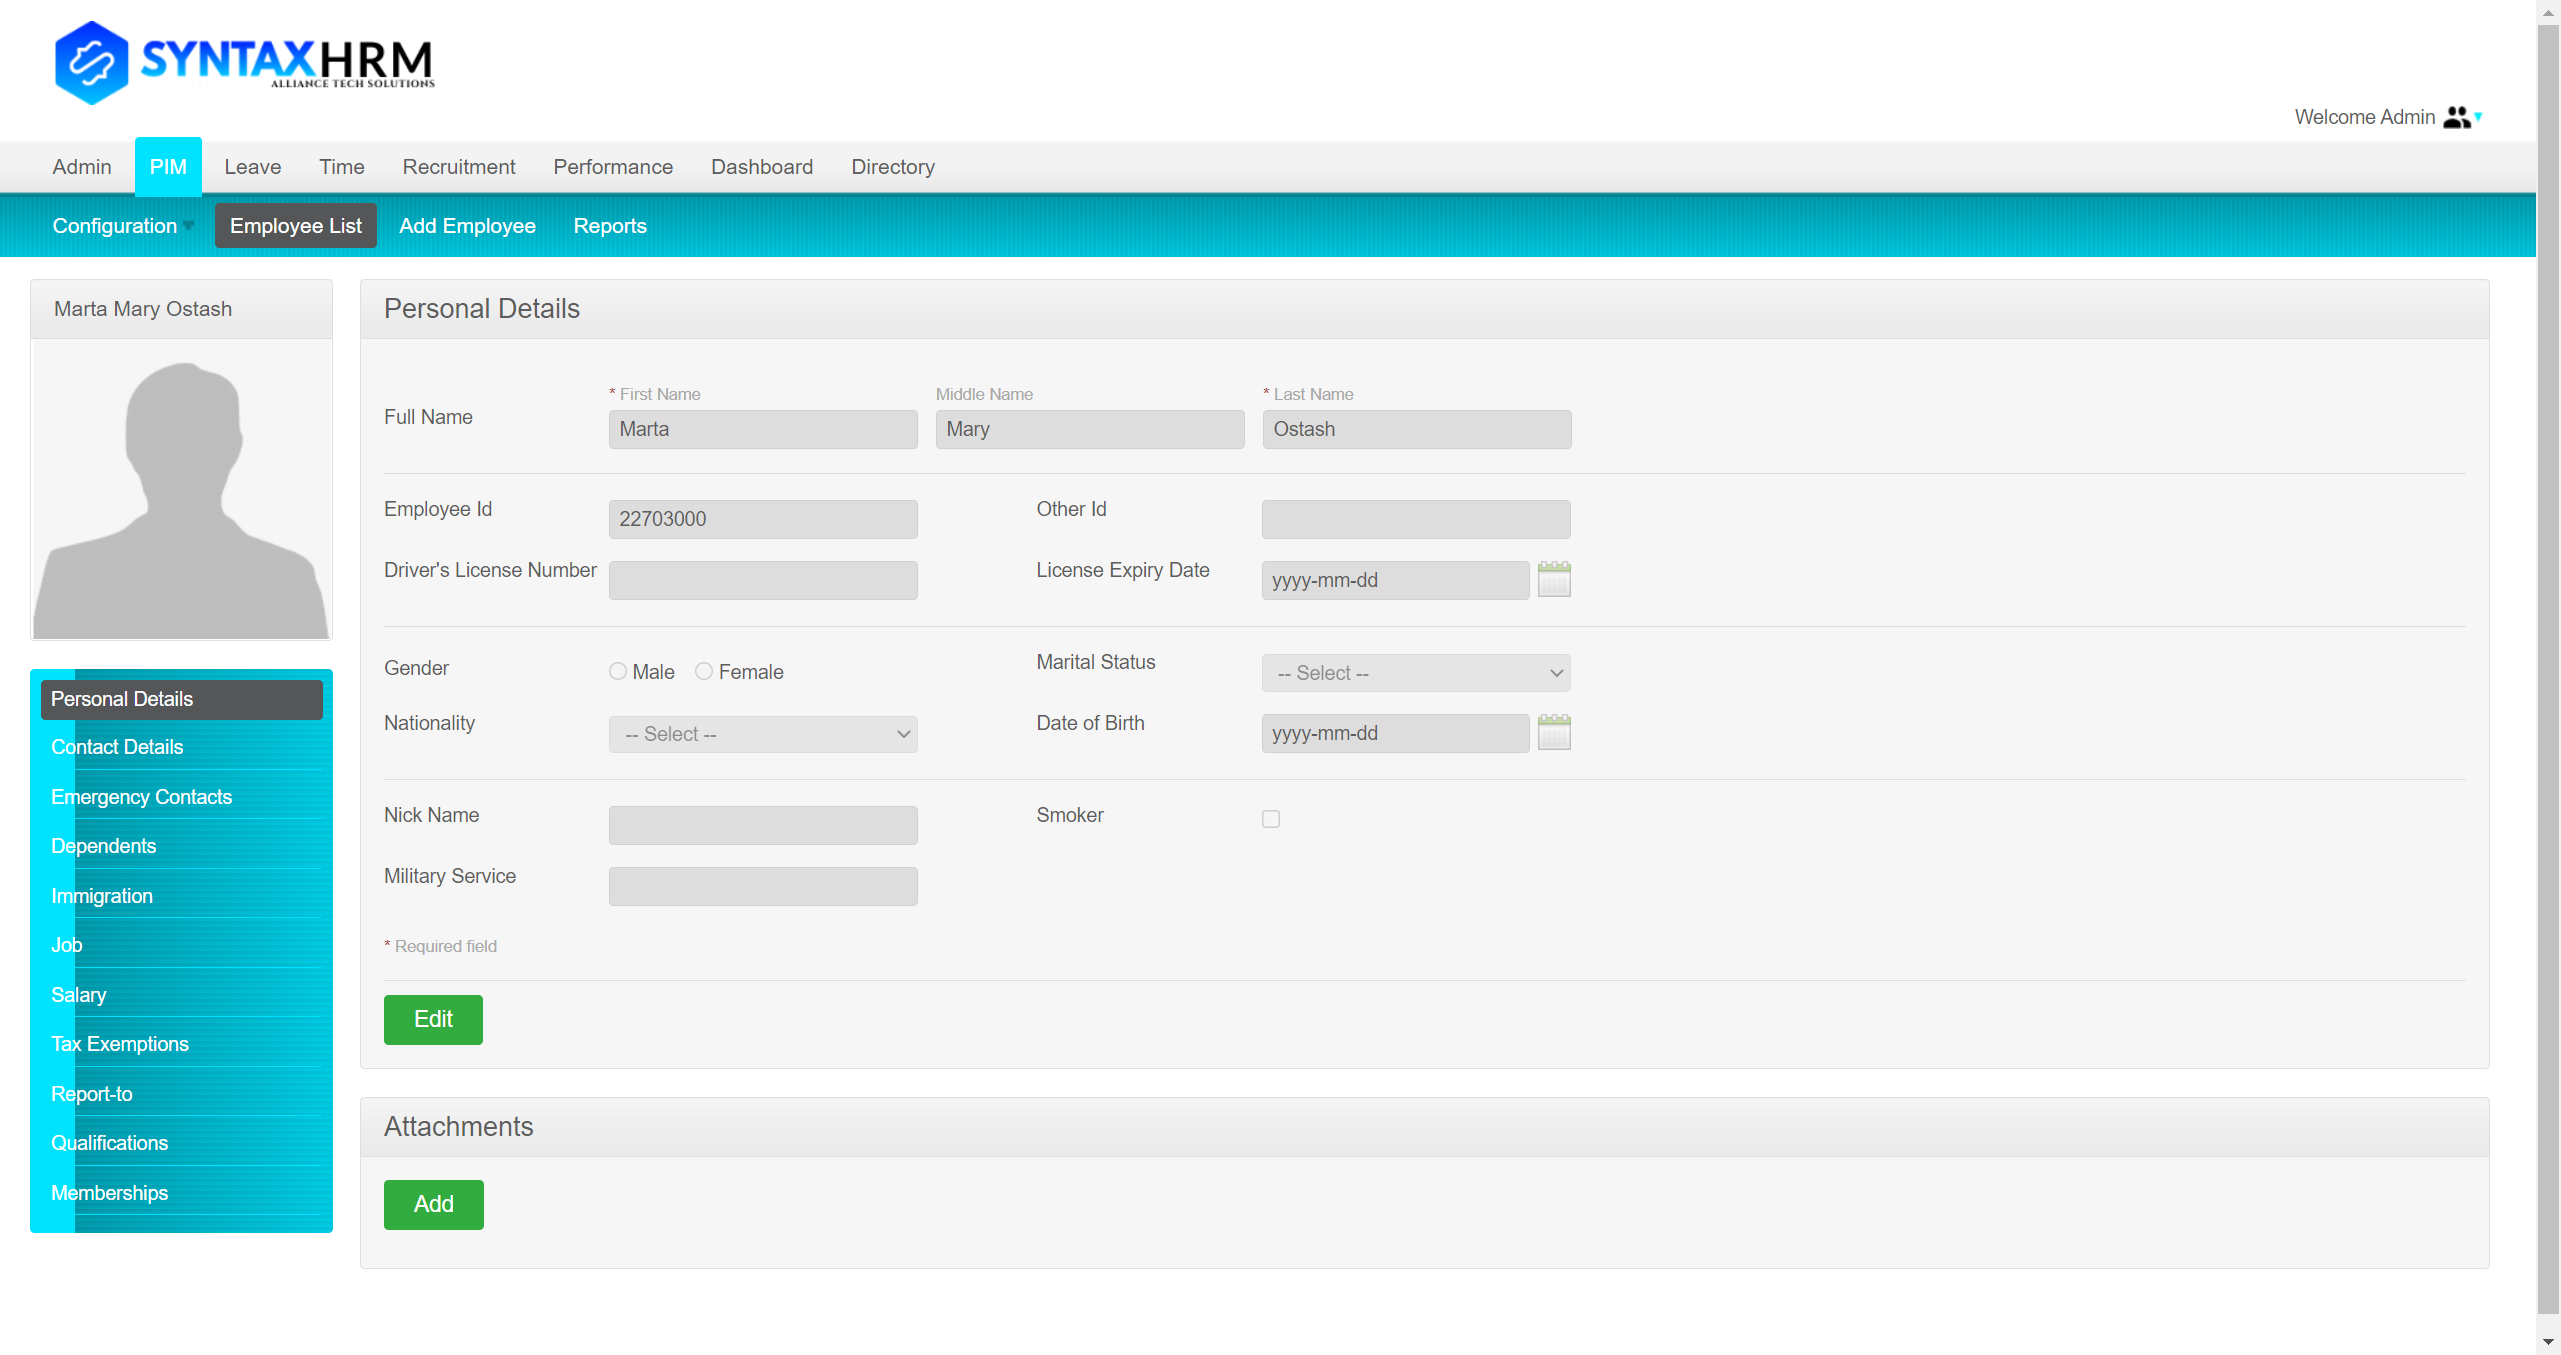 SYNTAXHRM
ALLIANCE TECH SOLUTIONS
Welcome Admin
Admin PIM Leave Time Recruitment Performance Dashboard Directory
Configuration Employee List Add Employee Reports
Marta Mary Ostash
Personal Details
* First Name Middle Name * Last Name
Full Name Marta Mary Ostash
Employee Id 22703000 Other Id
Driver's License Number License Expiry Date yyyy-mm-dd
Gender Male Female Marital Status -- Select --
Nationality -- Select -- Date of Birth yyyy-mm-dd
Nick Name Smoker
Military Service
* Required field
Edit
Personal Details
Contact Details
Emergency Contacts
Dependents
Immigration
Job
Salary
Tax Exemptions
Report-to
Qualifications
Memberships
Attachments
Add